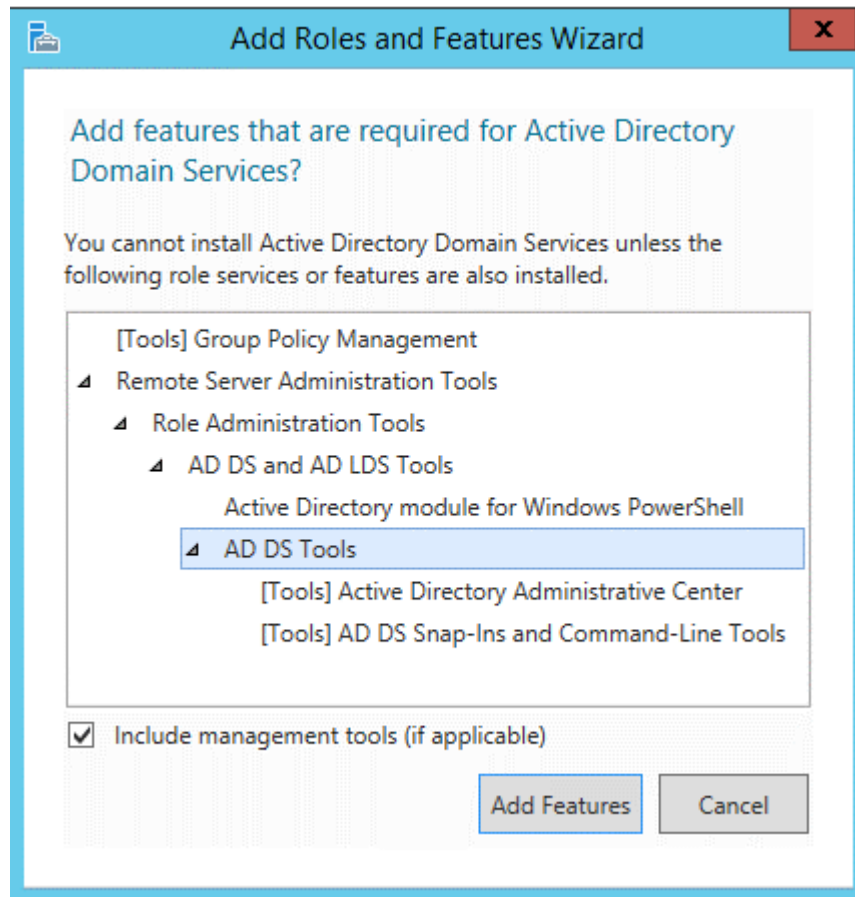 Add Roles and Features Wizard
x
Add features that are required for Active Directory
Domain Services?
You cannot install Active Directory Domain Services unless the
following role services or features are also installed.
[Tools] Group Policy Management
Remote Server Administration Tools
Role Administration Tools
AD DS and AD LDS Tools
Active Directory module for Windows PowerShell
AD DS Tools
[Tools] Active Directory Administrative Center
[Tools] AD DS Snap-Ins and Command-Line Tools
Include management tools (if applicable)
Add Features
Cancel